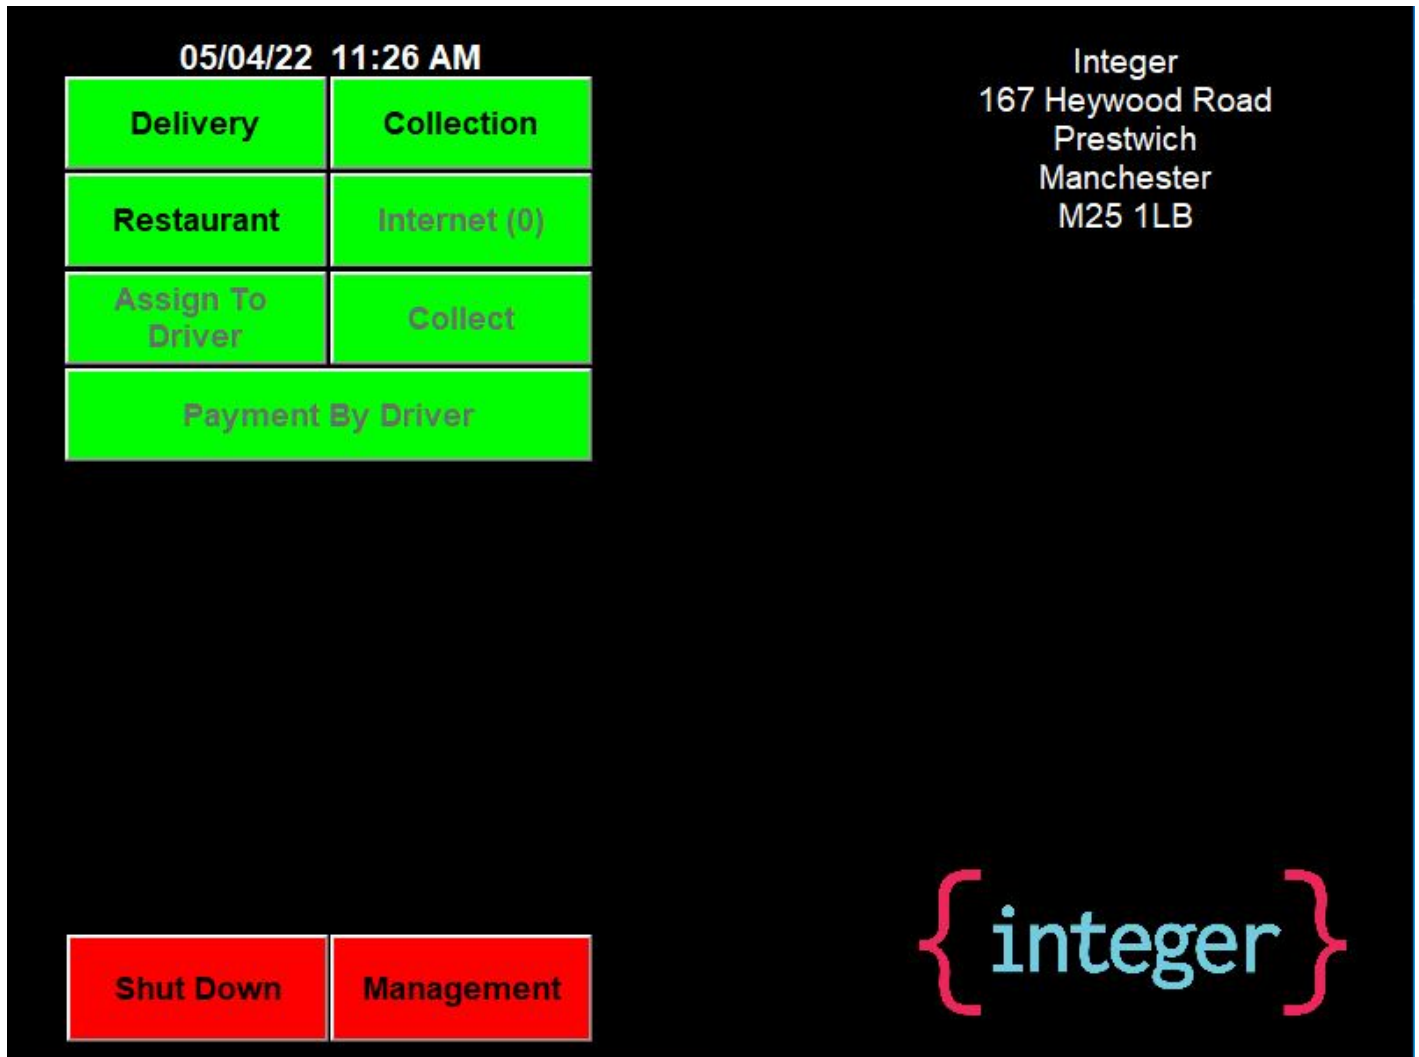 05/04/22 11:26 AM
Delivery
Collection
Restaurant
Internet (0)
Assign To
Driver
Collect
Payment By Driver
Shut Down
Management
Integer
167 Heywood Road
Prestwich
Manchester
M25 1LB
{integer}